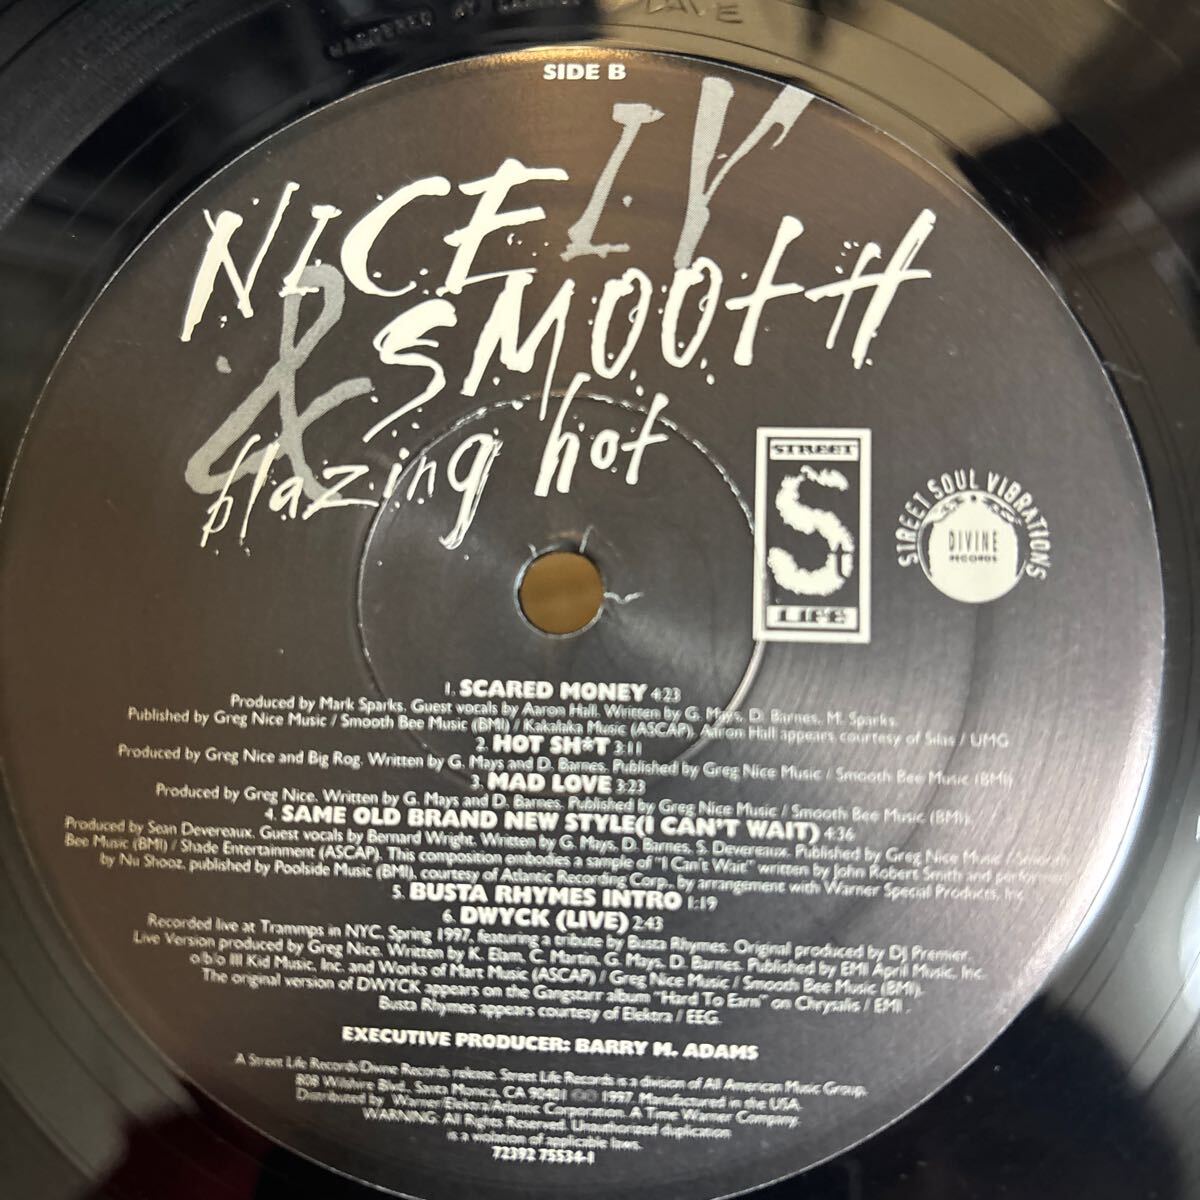 MASTERED BY
SIDE B
IV
NICE
& SMOOTH
blazing hot
STREET
St
LIFE
STREET SOUL VIBRATIONS
DIVINE
RECORDS
1. SCARED MONEY 4:23
Produced by Mark Sparks. Guest vocals by Aaron Hall. Written by G. Mays, D. Barnes, M. Sparks.
Published by Greg Nice Music / Smooth Bee Music (BMI) / Kakalaka Music (ASCAP). Aaron Hall appears courtesy of Silas / UMG
2. HOT SH*T 3:11
Produced by Greg Nice and Big Rog. Written by G. Mays and D. Barnes. Published by Greg Nice Music / Smooth Bee Music (BMI)
3. MAD LOVE 3:23
Produced by Greg Nice. Written by G. Mays and D. Barnes. Published by Greg Nice Music / Smooth Bee Music (BMI).
4. SAME OLD BRAND NEW STYLE(I CAN'T WAIT) 4:36
Produced by Sean Devereaux. Guest vocals by Bernard Wright. Written by G. Mays, D. Barnes, S. Devereaux. Published by Greg Nice Music / Smooth
Bee Music (BMI) / Shade Entertainment (ASCAP). This composition embodies a sample of "I Can't Wait" written by John Robert Smith and performed
by Nu Shooz, published by Poolside Music (BMI), courtesy of Atlantic Recording Corp., by arrangement with Warner Special Products, Inc
5. BUSTA RHYMES INTRO 1:19
6. DWYCK (LIVE) 2:43
Recorded live at Trammps in NYC, Spring 1997, featuring a tribute by Busta Rhymes. Original produced by DJ Premier.
Live Version produced by Greg Nice. Written by K. Elam, C. Martin, G. Mays, D. Barnes. Published by EMI April Music, Inc.
o/b/o Ill Kid Music, Inc. and Works of Mart Music (ASCAP) / Greg Nice Music / Smooth Bee Music (BMI).
The original version of DWYCK appears on the Gangstarr album "Hard To Earn" on Chrysalis / EMI .
Busta Rhymes appears courtesy of Elektra / EEG.
EXECUTIVE PRODUCER: BARRY M. ADAMS
A Street Life Records/Divine Records release. Street Life Records is a division of All American Music Group.
808 Wilshire Blvd., Santa Monica, CA 90401 ©℗ 1997. Manufactured in the USA.
Distributed by Warner/Elektra/Atlantic Corporation. A Time Warner Company.
WARNING: All Rights Reserved. Unauthorized duplication
is a violation of applicable laws.
72392 75534-1